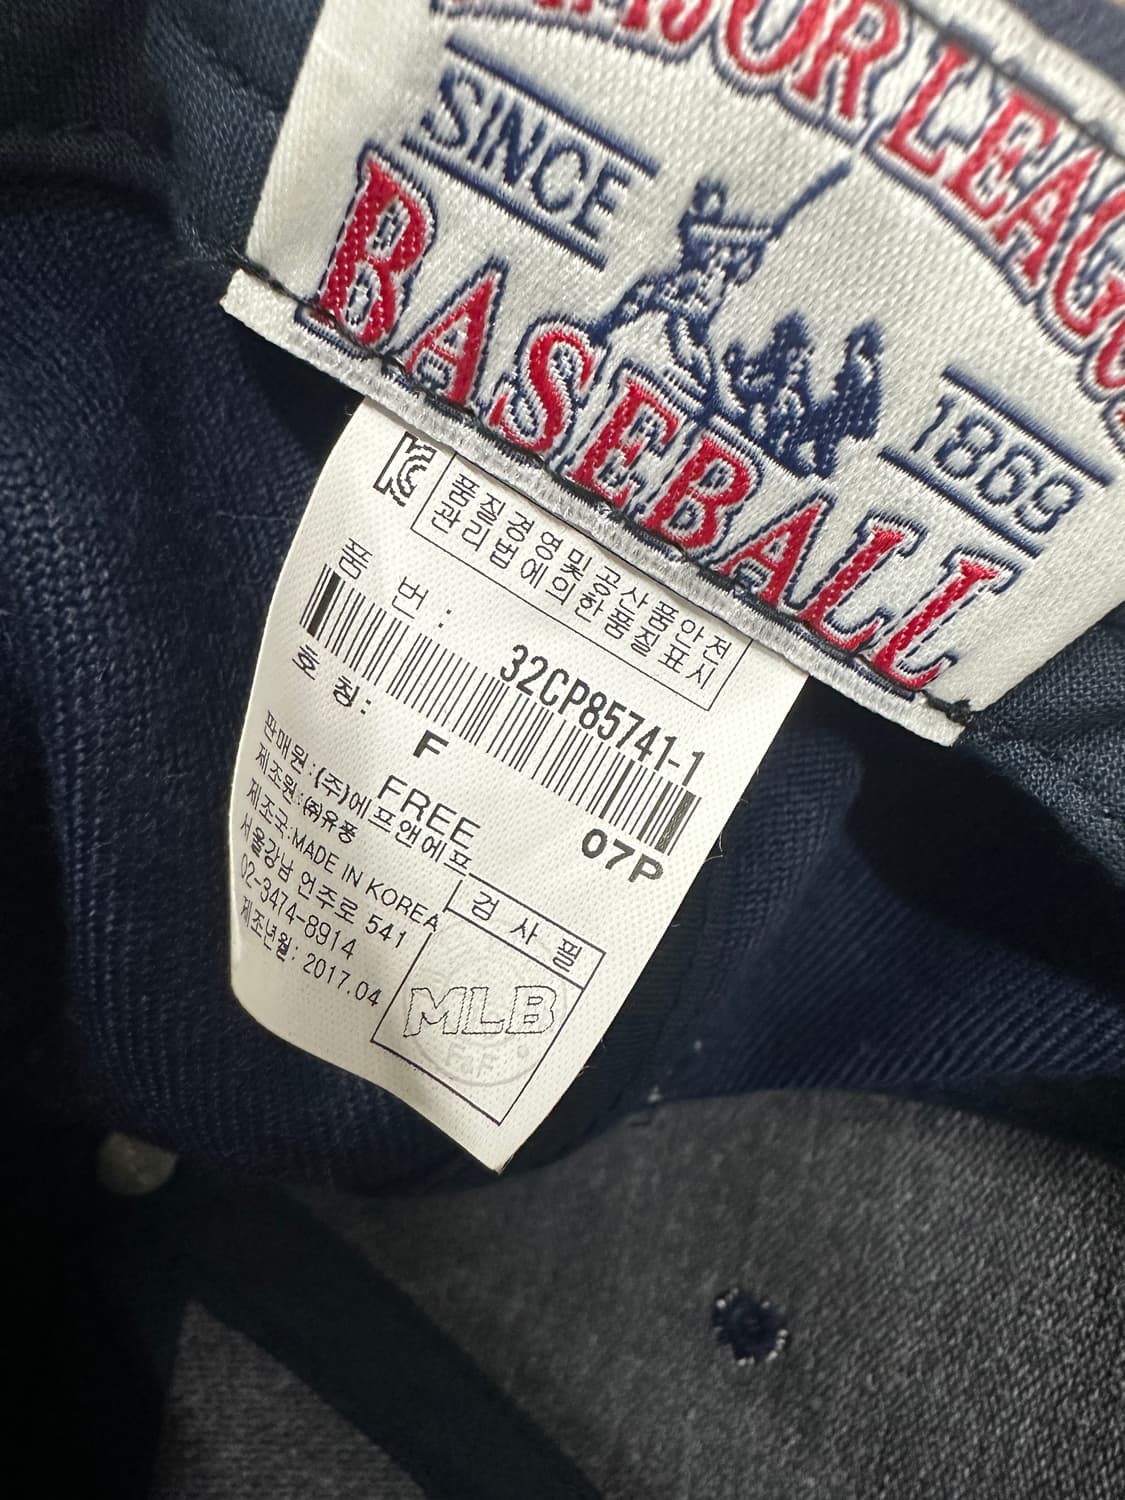 MAJOR LEAGUE
SINCE
1869
BASEBALL
품질경영및공산품안전
관리법에의한품질표시
품 번: 32CP85741-1
호 칭: F 07P
FREE
판매원:(주)에프앤에프
제조원:㈜유풍
제조국:MADE IN KOREA
서울강남 언주로 541
02-3474-8914
제조년월: 2017.04
검 사 필
MLB
F&F